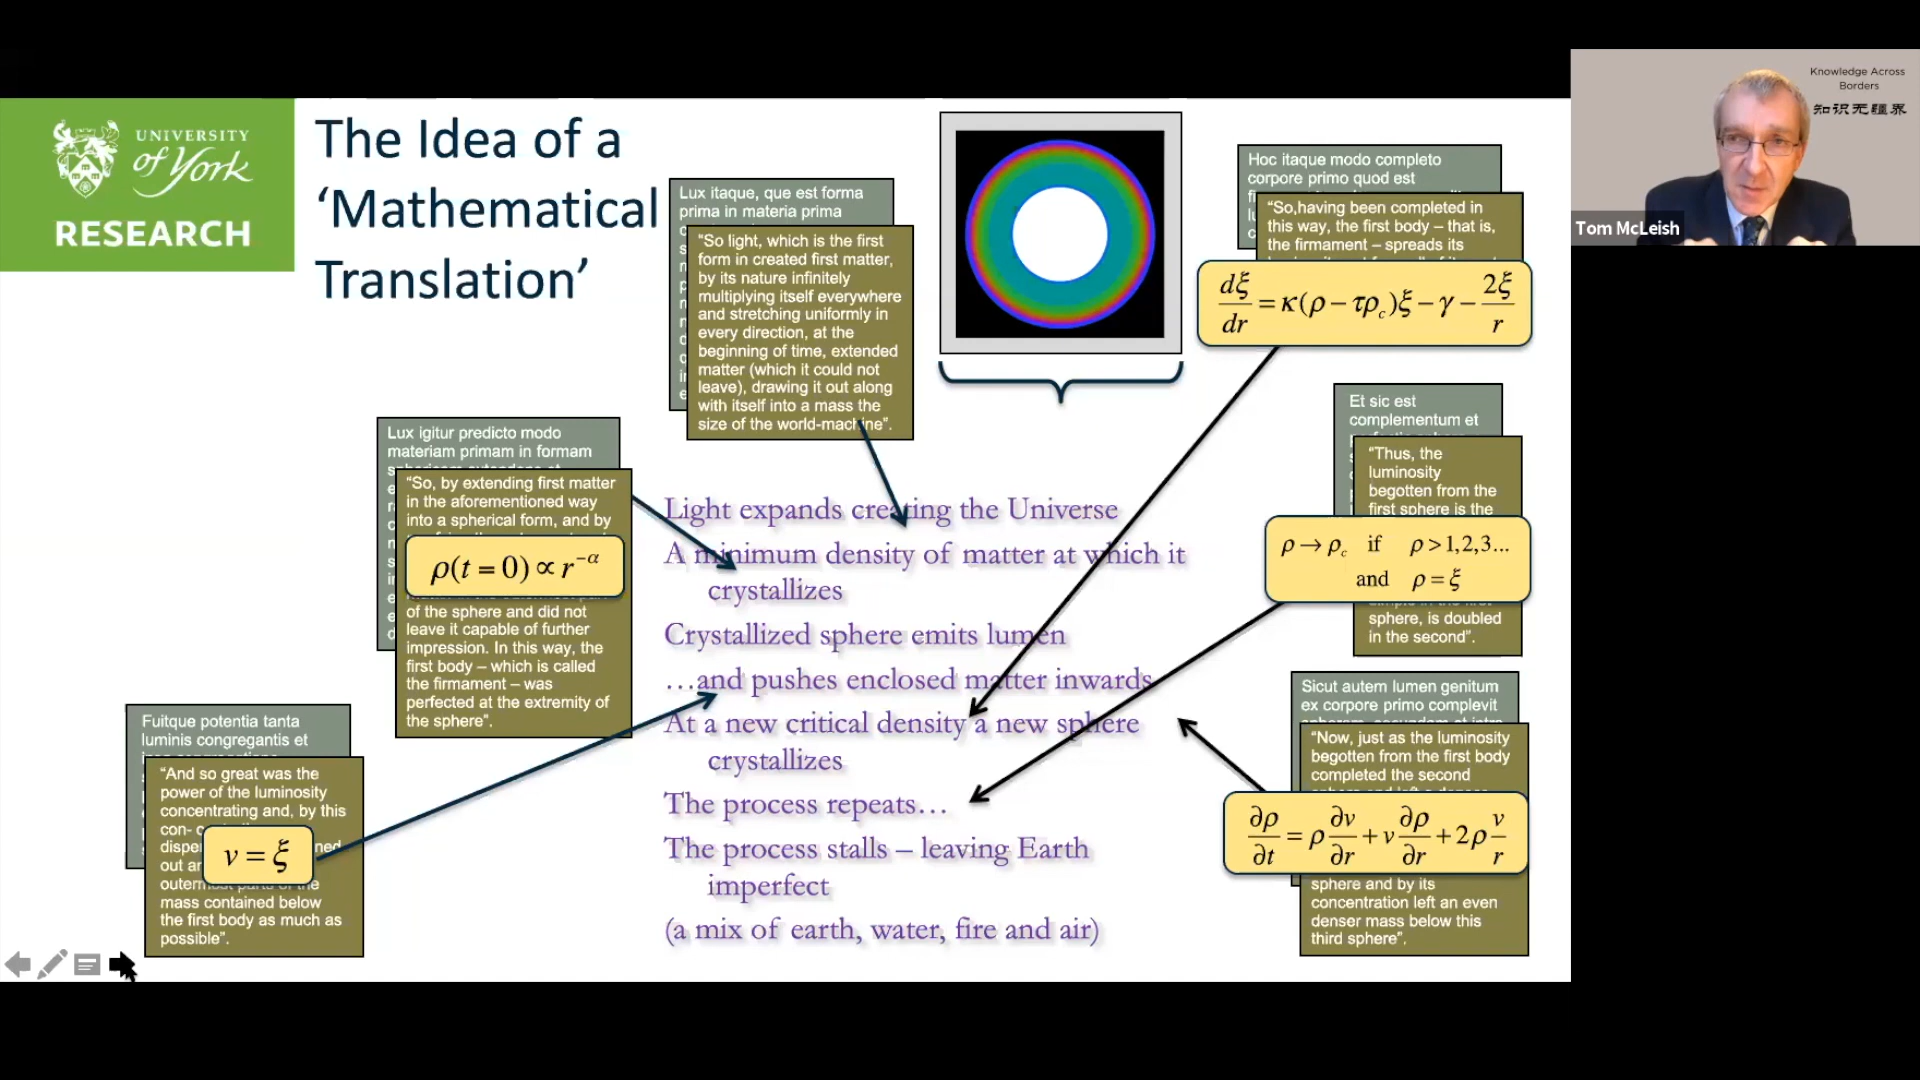 UNIVERSITY
of York
RESEARCH
The Idea of a
‘Mathematical
Translation’
Lux itaque, que est forma
prima in materia prima
“So light, which is the first
form in created first matter,
by its nature infinitely
multiplying itself everywhere
and stretching uniformly in
every direction, at the
beginning of time, extended
matter (which it could not
leave), drawing it out along
with itself into a mass the
size of the world-machine”.
Hoc itaque modo completo
corpore primo quod est
“So,having been completed in
this way, the first body – that is,
the firmament – spreads its
dξ/dr = κ(ρ − τρc)ξ − γ − 2ξ/r
Knowledge Across
Borders
知识无疆界
Tom McLeish
Lux igitur predicto modo
materiam primam in formam
“So, by extending first matter
in the aforementioned way
into a spherical form, and by
ρ(t = 0) ∝ r^−α
of the sphere and did not
leave it capable of further
impression. In this way, the
first body – which is called
the firmament – was
perfected at the extremity of
the sphere”.
Et sic est
complementum et
“Thus, the
luminosity
begotten from the
first sphere is the
ρ → ρc if ρ > 1,2,3...
and ρ = ξ
sphere, is doubled
in the second”.
Light expands creating the Universe
A minimum density of matter at which it
crystallizes
Crystallized sphere emits lumen
…and pushes enclosed matter inwards
At a new critical density a new sphere
crystallizes
The process repeats…
The process stalls – leaving Earth
imperfect
(a mix of earth, water, fire and air)
Fuitque potentia tanta
luminis congregantis et
“And so great was the
power of the luminosity
concentrating and, by this
v = ξ
mass contained below
the first body as much as
possible”.
Sicut autem lumen genitum
ex corpore primo complevit
“Now, just as the luminosity
begotten from the first body
completed the second
∂ρ/∂t = ρ ∂v/∂r + v ∂ρ/∂r + 2ρ v/r
sphere and by its
concentration left an even
denser mass below this
third sphere”.